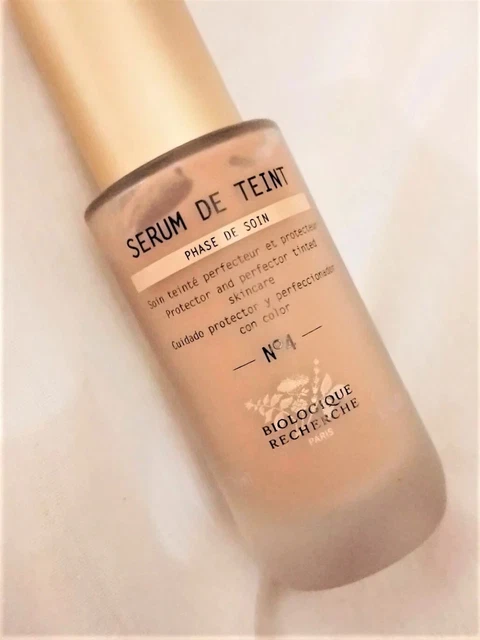 SERUM DE TEINT
PHASE DE SOIN
Soin teinté perfecteur et protecteur
Protector and perfector tinted
skincare
Cuidado protector y perfeccionador
con color
— Nº4 —
BIOLOGIQUE
RECHERCHE
PARIS